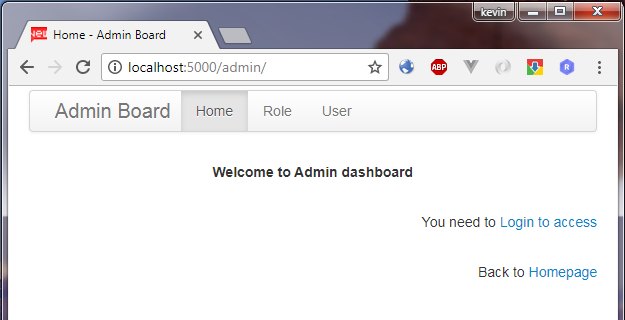 kevin
Home - Admin Board
localhost:5000/admin/
ABP
Admin Board Home Role User
Welcome to Admin dashboard
You need to Login to access
Back to Homepage